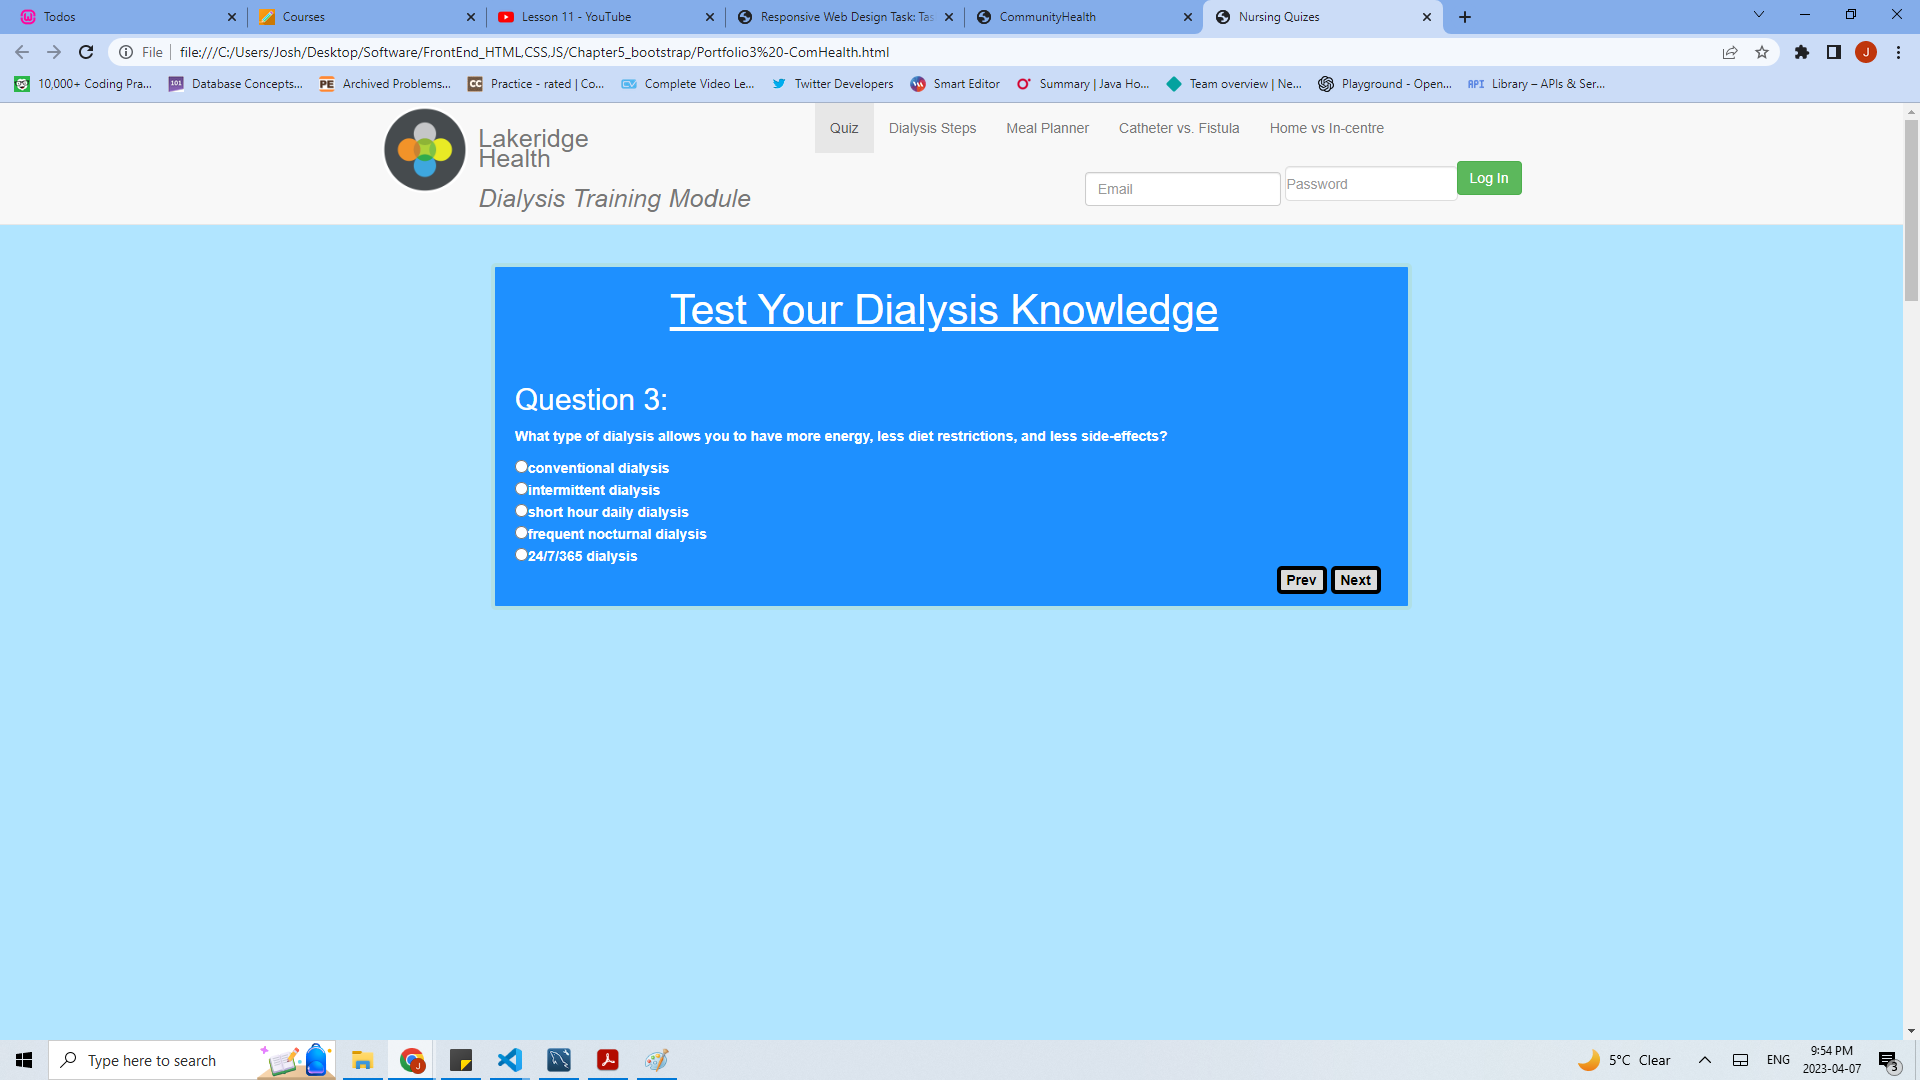 Todos
Courses
Lesson 11 - YouTube
Responsive Web Design Task: Tas
CommunityHealth
Nursing Quizes
File
file:///C:/Users/Josh/Desktop/Software/FrontEnd_HTML,CSS,JS/Chapter5_bootstrap/Portfolio3%20-ComHealth.html
J
10,000+ Coding Pra...
101
Database Concepts...
PE
Archived Problems...
CC
Practice - rated | Co...
Complete Video Le...
Twitter Developers
Smart Editor
Summary | Java Ho...
Team overview | Ne...
Playground - Open...
API
Library – APIs & Ser...
Lakeridge
Health
Dialysis Training Module
Quiz
Dialysis Steps
Meal Planner
Catheter vs. Fistula
Home vs In-centre
Email
Password
Log In
Test Your Dialysis Knowledge
Question 3:
What type of dialysis allows you to have more energy, less diet restrictions, and less side-effects?
conventional dialysis
intermittent dialysis
short hour daily dialysis
frequent nocturnal dialysis
24/7/365 dialysis
Prev
Next
Type here to search
J
5°C Clear
ENG
9:54 PM
2023-04-07
3